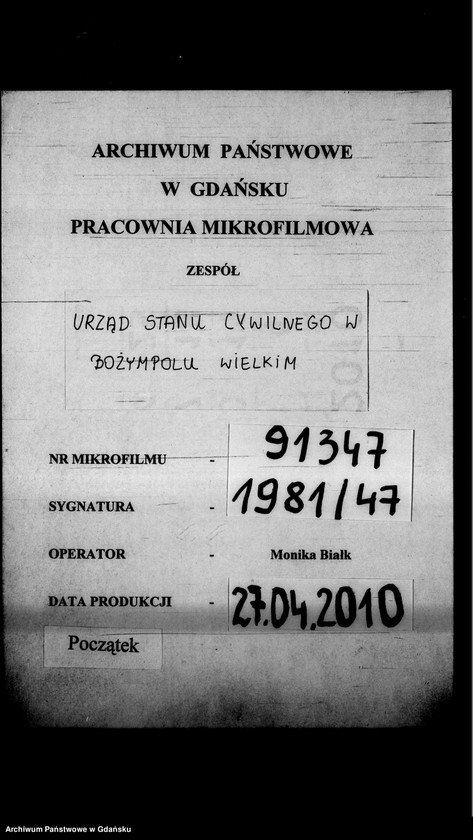 ARCHIWUM PAŃSTWOWE
W GDAŃSKU
PRACOWNIA MIKROFILMOWA
ZESPÓŁ
URZĄD STANU CYWILNEGO W
BOŻYMPOLU WIELKIM
NR MIKROFILMU - 91347
SYGNATURA - 1981/47
OPERATOR - Monika Białk
DATA PRODUKCJI - 27.04.2010
Początek
Archiwum Państwowe w Gdańsku